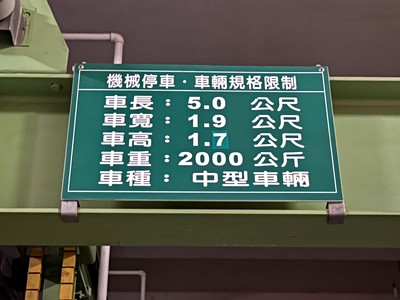 機械停車·車輛規格限制
車長：5.0 公尺
車寬：1.9 公尺
車高：1.7 公尺
車重：2000 公斤
車種：中型車輛